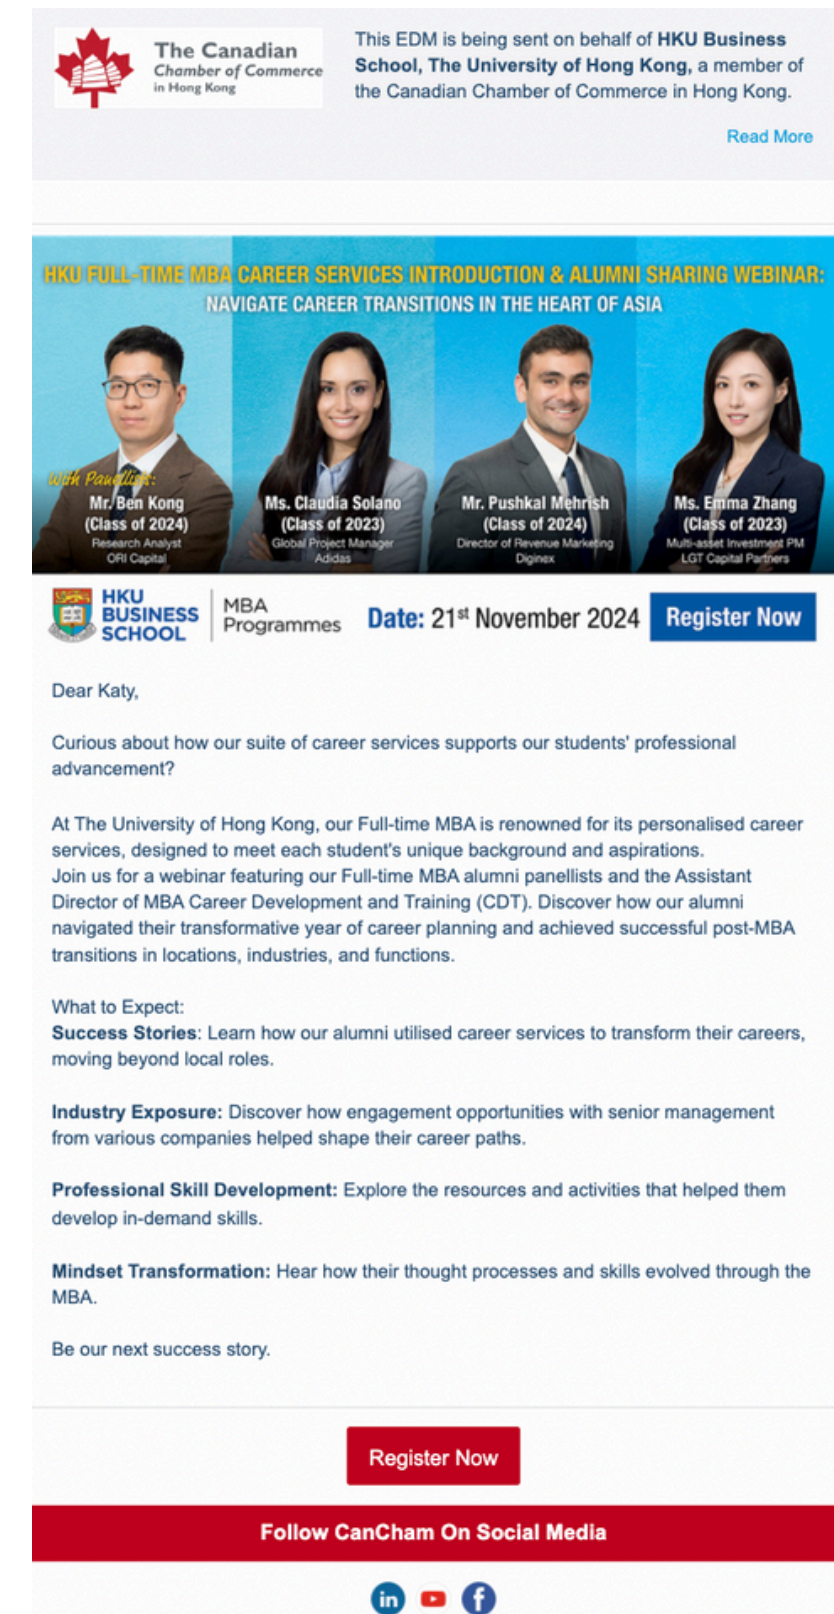 The Canadian
Chamber of Commerce
in Hong Kong
This EDM is being sent on behalf of HKU Business
School, The University of Hong Kong, a member of
the Canadian Chamber of Commerce in Hong Kong.
Read More
HKU FULL-TIME MBA CAREER SERVICES INTRODUCTION & ALUMNI SHARING WEBINAR:
NAVIGATE CAREER TRANSITIONS IN THE HEART OF ASIA
With Panellists:
Mr. Ben Kong
(Class of 2024)
Research Analyst
ORI Capital
Ms. Claudia Solano
(Class of 2023)
Global Project Manager
Adidas
Mr. Pushkal Mehrish
(Class of 2024)
Director of Revenue Marketing
Diginex
Ms. Emma Zhang
(Class of 2023)
Multi-asset Investment PM
LGT Capital Partners
HKU
BUSINESS
SCHOOL
MBA
Programmes
Date: 21st November 2024
Register Now
Dear Katy,
Curious about how our suite of career services supports our students' professional
advancement?
At The University of Hong Kong, our Full-time MBA is renowned for its personalised career
services, designed to meet each student's unique background and aspirations.
Join us for a webinar featuring our Full-time MBA alumni panellists and the Assistant
Director of MBA Career Development and Training (CDT). Discover how our alumni
navigated their transformative year of career planning and achieved successful post-MBA
transitions in locations, industries, and functions.
What to Expect:
Success Stories: Learn how our alumni utilised career services to transform their careers,
moving beyond local roles.
Industry Exposure: Discover how engagement opportunities with senior management
from various companies helped shape their career paths.
Professional Skill Development: Explore the resources and activities that helped them
develop in-demand skills.
Mindset Transformation: Hear how their thought processes and skills evolved through the
MBA.
Be our next success story.
Register Now
Follow CanCham On Social Media
in
f